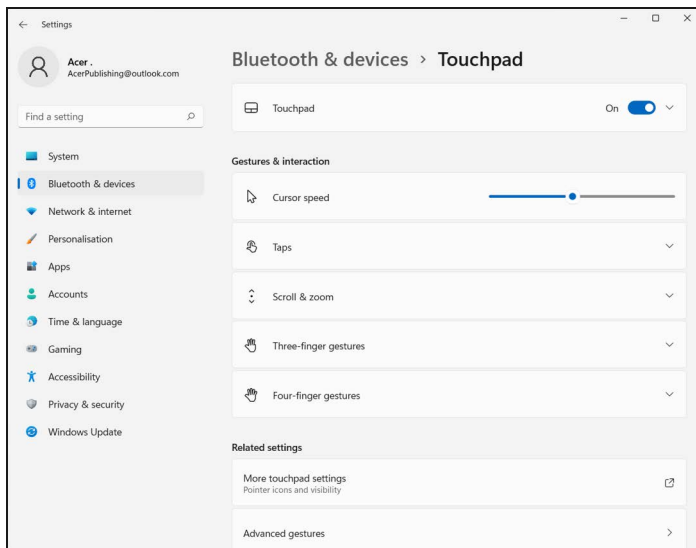 Settings
Acer .
AcerPublishing@outlook.com
Find a setting
System
Bluetooth & devices
Network & internet
Personalisation
Apps
Accounts
Time & language
Gaming
Accessibility
Privacy & security
Windows Update
Bluetooth & devices > Touchpad
Touchpad
On
Gestures & interaction
Cursor speed
Taps
Scroll & zoom
Three-finger gestures
Four-finger gestures
Related settings
More touchpad settings
Pointer icons and visibility
Advanced gestures